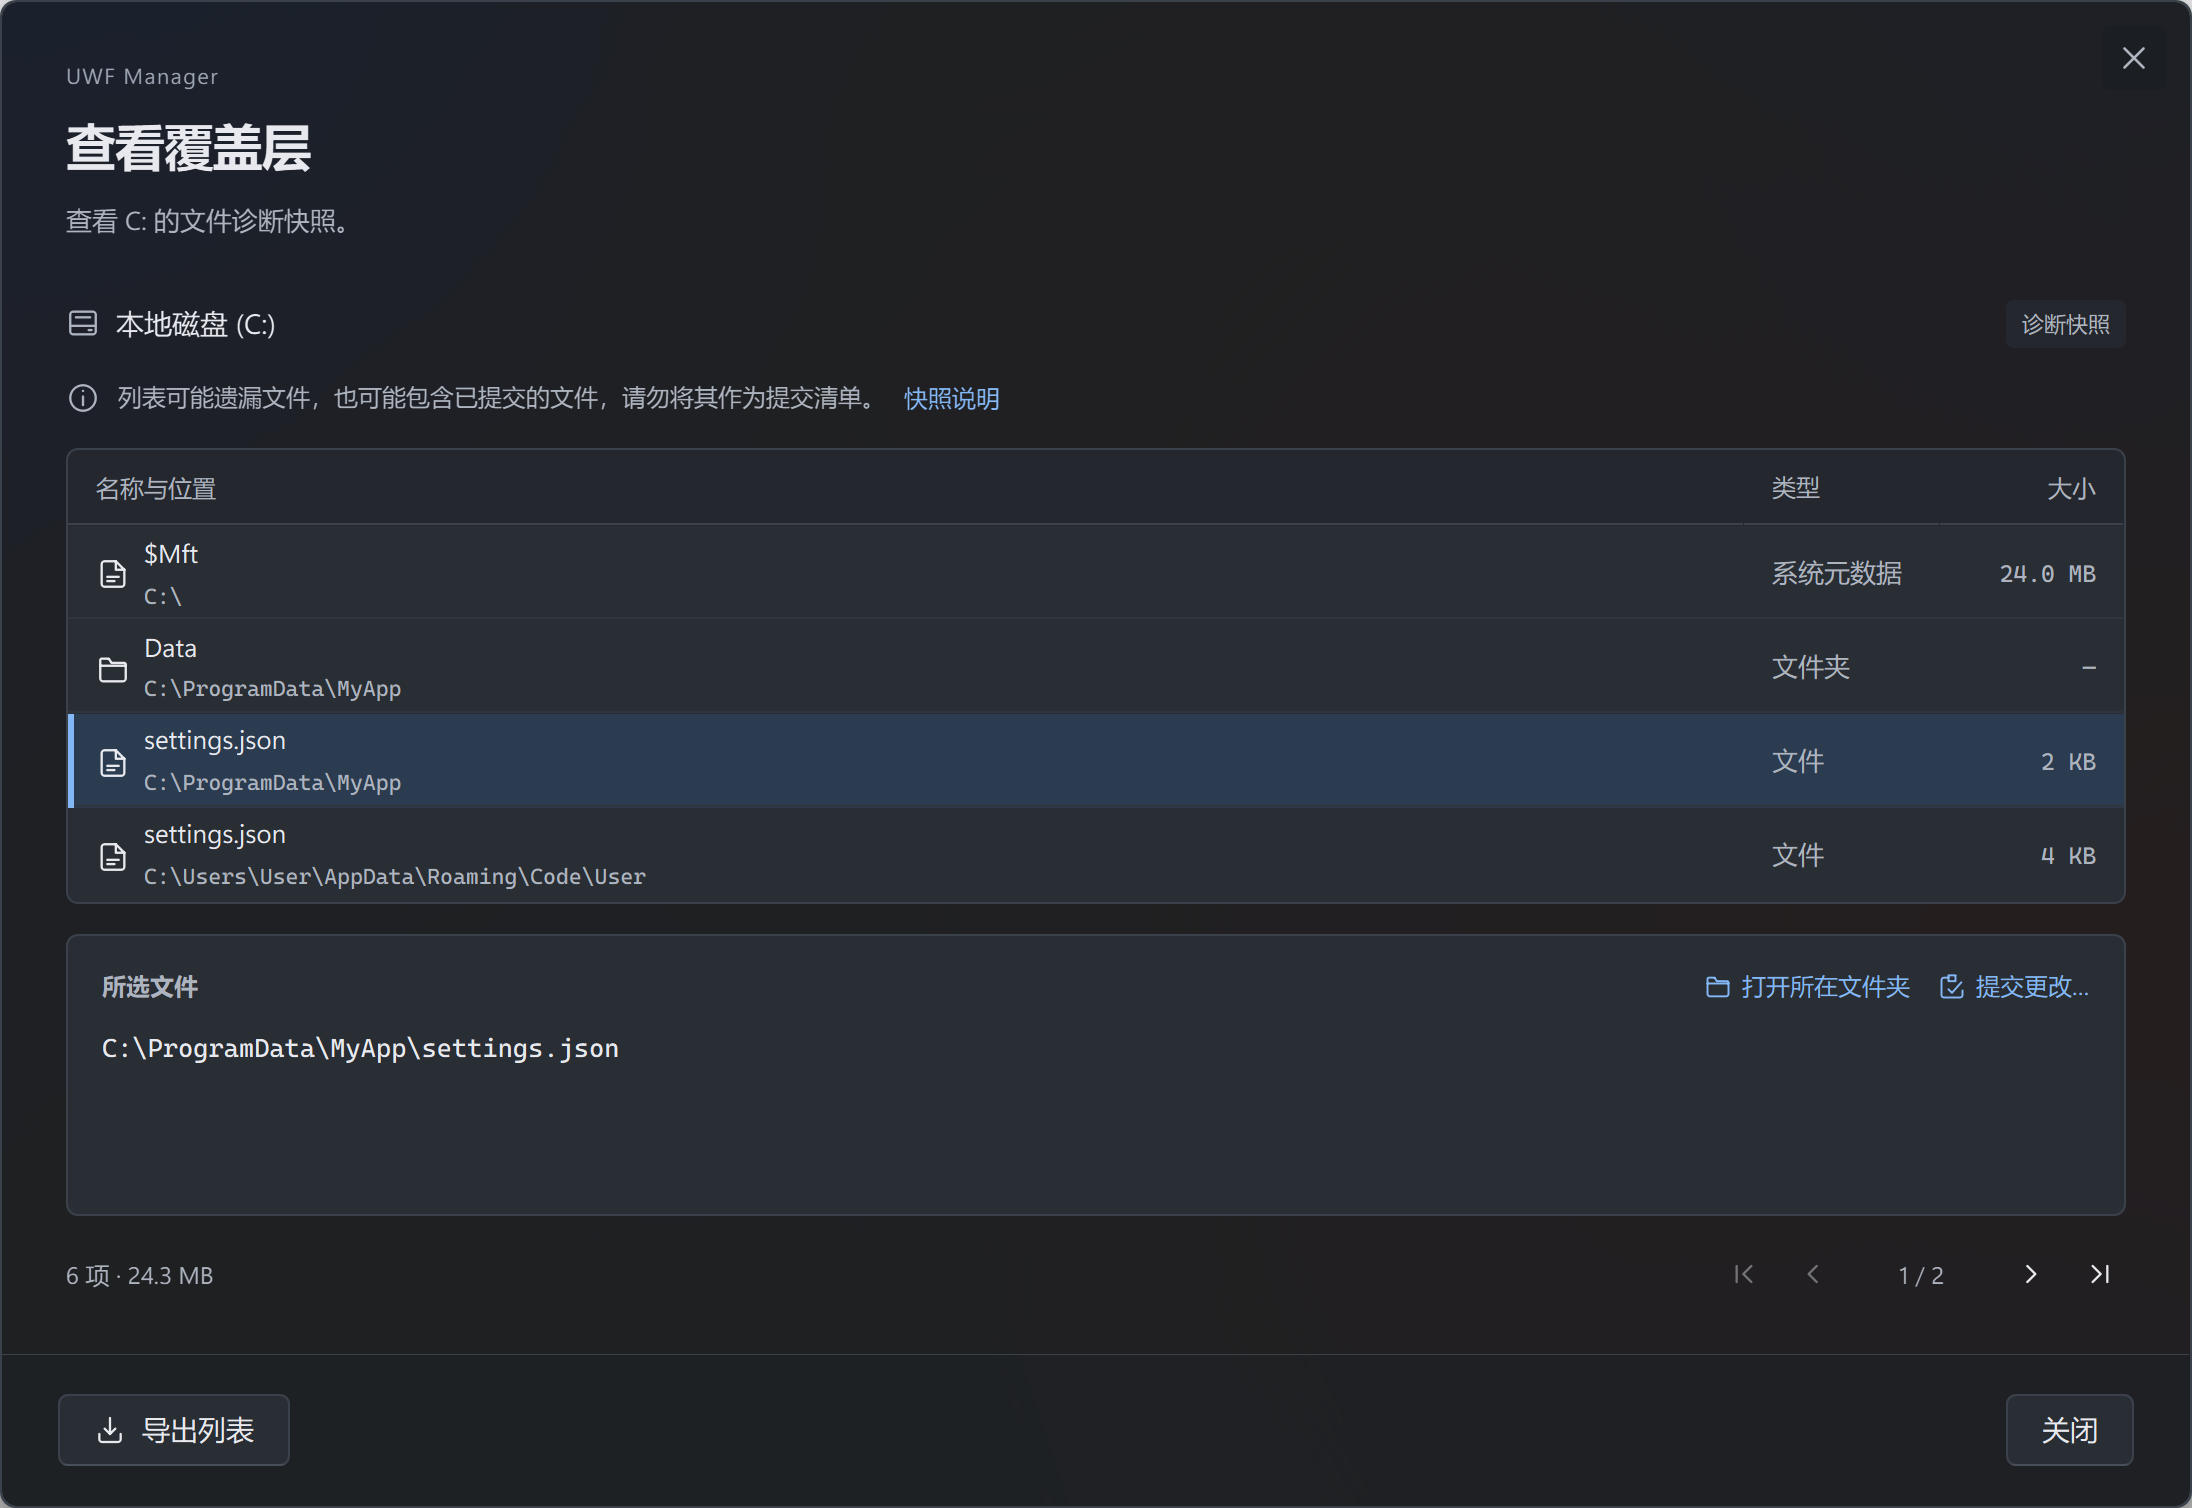 UWF Manager
查看覆盖层
查看 C: 的文件诊断快照。
本地磁盘 (C:)
诊断快照
列表可能遗漏文件，也可能包含已提交的文件，请勿将其作为提交清单。 快照说明
名称与位置 类型 大小
$Mft
C:\
系统元数据 24.0 MB
Data
C:\ProgramData\MyApp
文件夹 –
settings.json
C:\ProgramData\MyApp
文件 2 KB
settings.json
C:\Users\User\AppData\Roaming\Code\User
文件 4 KB
所选文件 打开所在文件夹 提交更改...
C:\ProgramData\MyApp\settings.json
6 项 · 24.3 MB 1 / 2
导出列表 关闭